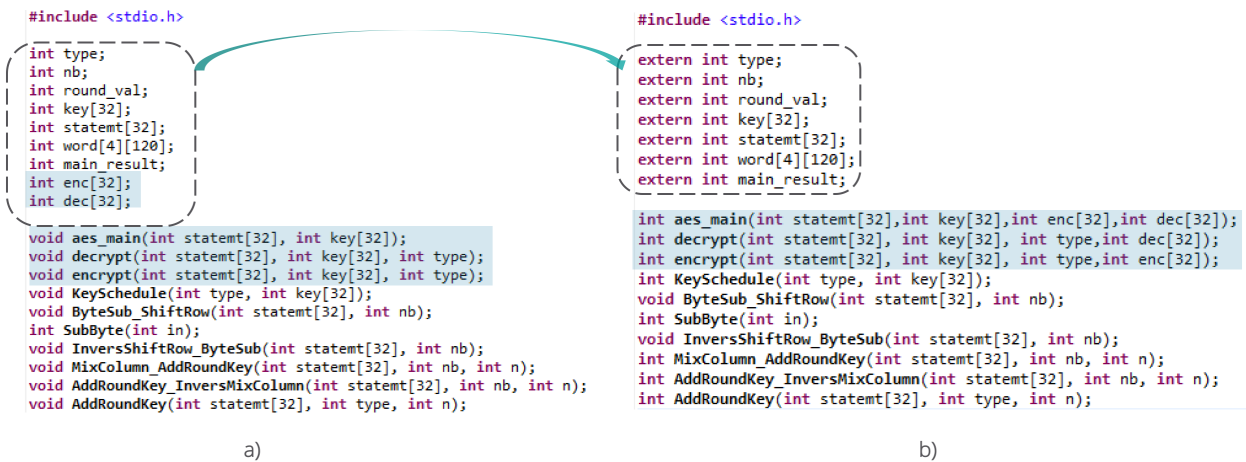 #include <stdio.h>
int type;
int nb;
int round_val;
int key[32];
int statemt[32];
int word[4][120];
int main_result;
int enc[32];
int dec[32];
void aes_main(int statemt[32], int key[32]);
void decrypt(int statemt[32], int key[32], int type);
void encrypt(int statemt[32], int key[32], int type);
void KeySchedule(int type, int key[32]);
void ByteSub_ShiftRow(int statemt[32], int nb);
int SubByte(int in);
void InversShiftRow_ByteSub(int statemt[32], int nb);
void MixColumn_AddRoundKey(int statemt[32], int nb, int n);
void AddRoundKey_InversMixColumn(int statemt[32], int nb, int n);
void AddRoundKey(int statemt[32], int type, int n);
a)
#include <stdio.h>
extern int type;
extern int nb;
extern int round_val;
extern int key[32];
extern int statemt[32];
extern int word[4][120];
extern int main_result;
int aes_main(int statemt[32],int key[32],int enc[32],int dec[32]);
int decrypt(int statemt[32], int key[32], int type,int dec[32]);
int encrypt(int statemt[32], int key[32], int type,int enc[32]);
int KeySchedule(int type, int key[32]);
void ByteSub_ShiftRow(int statemt[32], int nb);
int SubByte(int in);
void InversShiftRow_ByteSub(int statemt[32], int nb);
int MixColumn_AddRoundKey(int statemt[32], int nb, int n);
int AddRoundKey_InversMixColumn(int statemt[32], int nb, int n);
int AddRoundKey(int statemt[32], int type, int n);
b)